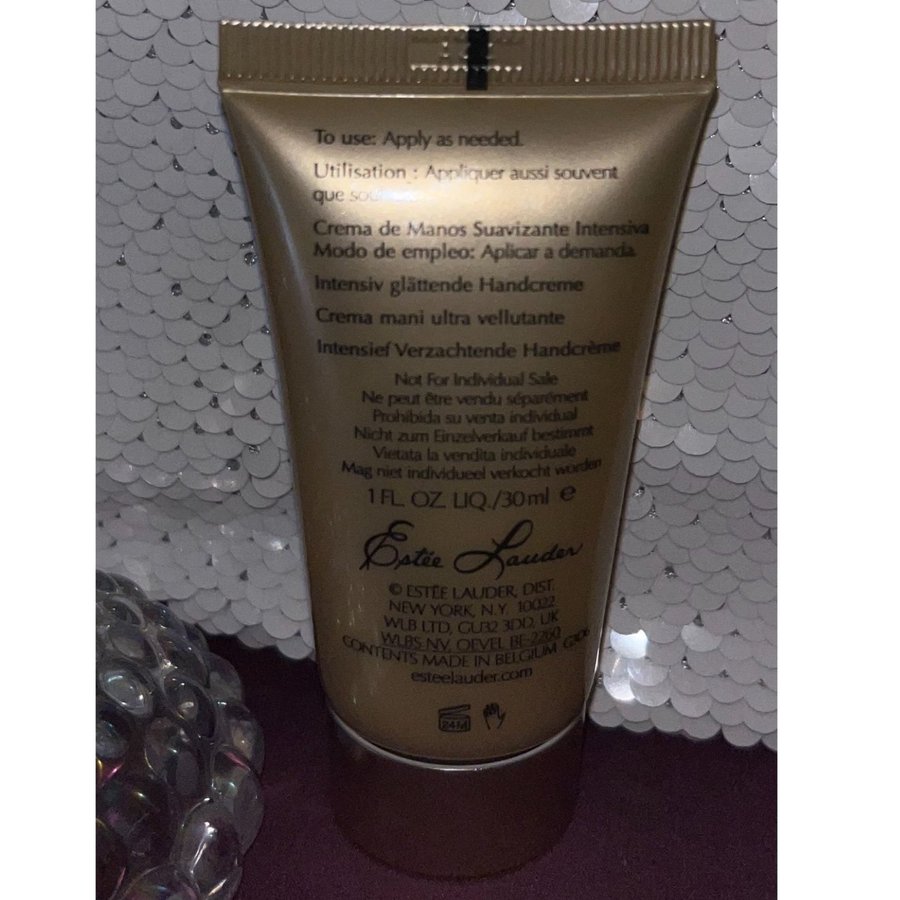 To use: Apply as needed.
Utilisation : Appliquer aussi souvent
que
Crema de Manos Suavizante Intensiva
Modo de empleo: Aplicar a demanda.
Intensiv glättende Handcreme
Crema mani ultra vellutante
Intensief Verzachtende Handcrème
Not For Individual Sale
Ne peut être vendu séparément
Prohibida su venta individual
Nicht zum Einzelverkauf bestimmt
Vietata la vendita individuale
Mag niet individueel verkocht worden
1 FL. OZ. LIQ./30 ml e
Estée Lauder
© ESTÉE LAUDER, DIST.
NEW YORK, N.Y. 10022
WLB LTD, GU32 3DD, UK
WLBS-NV, OEVEL BE-2260
CONTENTS MADE IN BELGIUM
esteelauder.com
24M